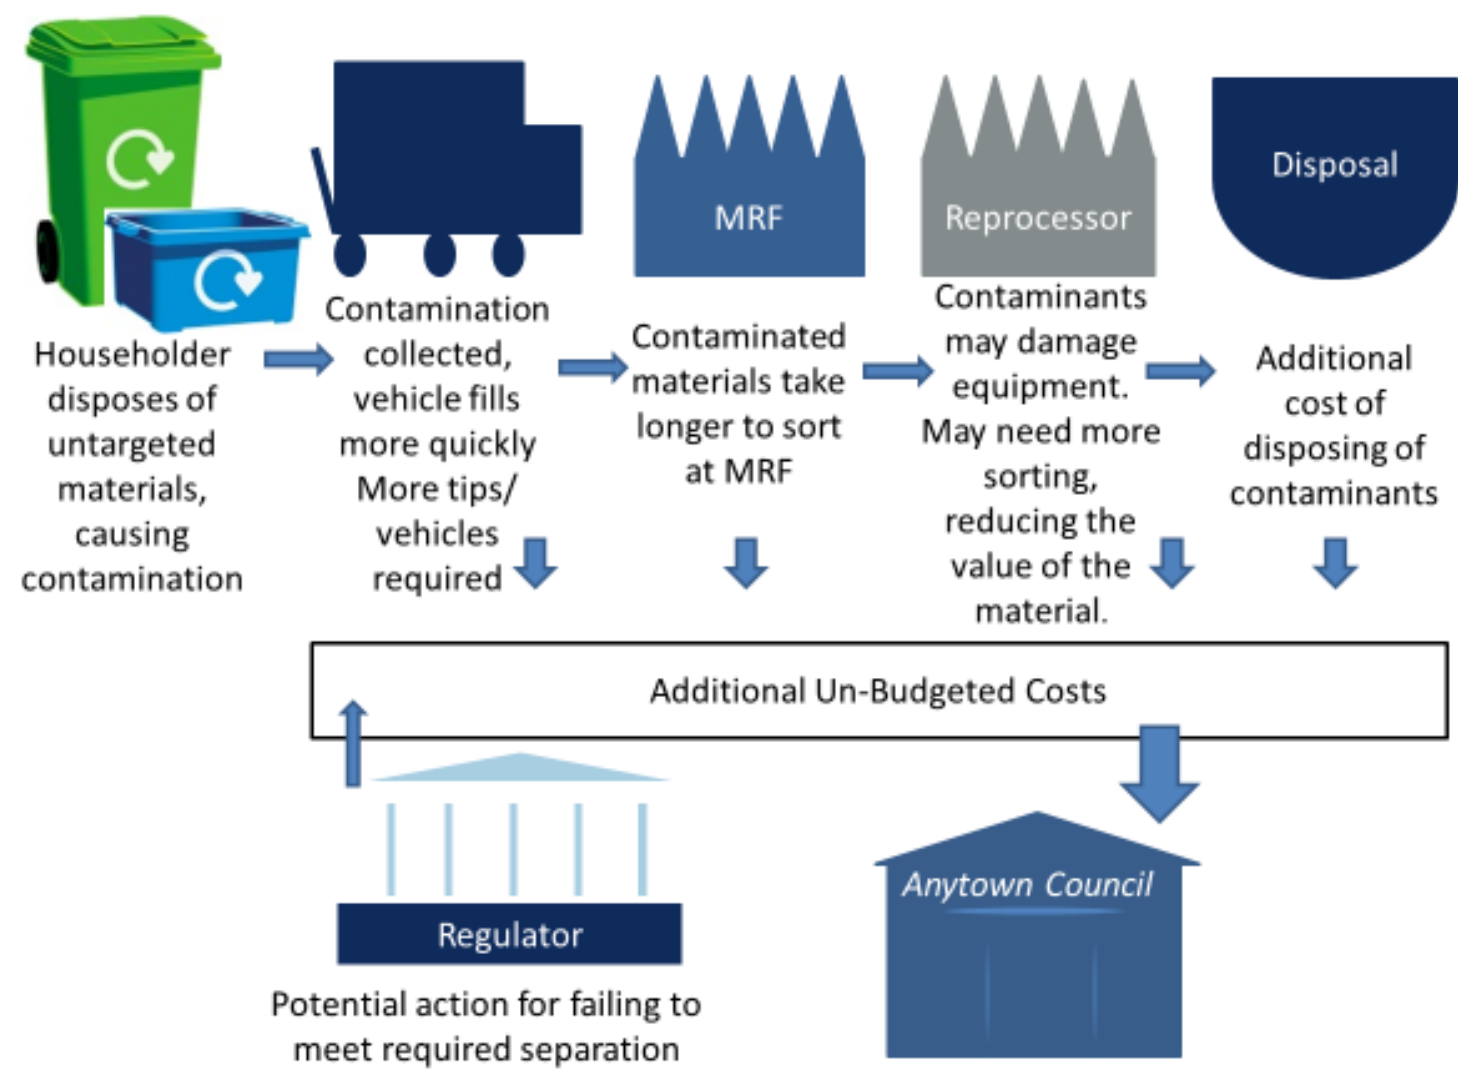 MRF
Reprocessor
Disposal
Householder
disposes of
untargeted
materials,
causing
contamination
Contamination
collected,
vehicle fills
more quickly
More tips/
vehicles
required
Contaminated
materials take
longer to sort
at MRF
Contaminants
may damage
equipment.
May need more
sorting,
reducing the
value of the
material.
Additional
cost of
disposing of
contaminants
Additional Un-Budgeted Costs
Regulator
Potential action for failing to
meet required separation
Anytown Council